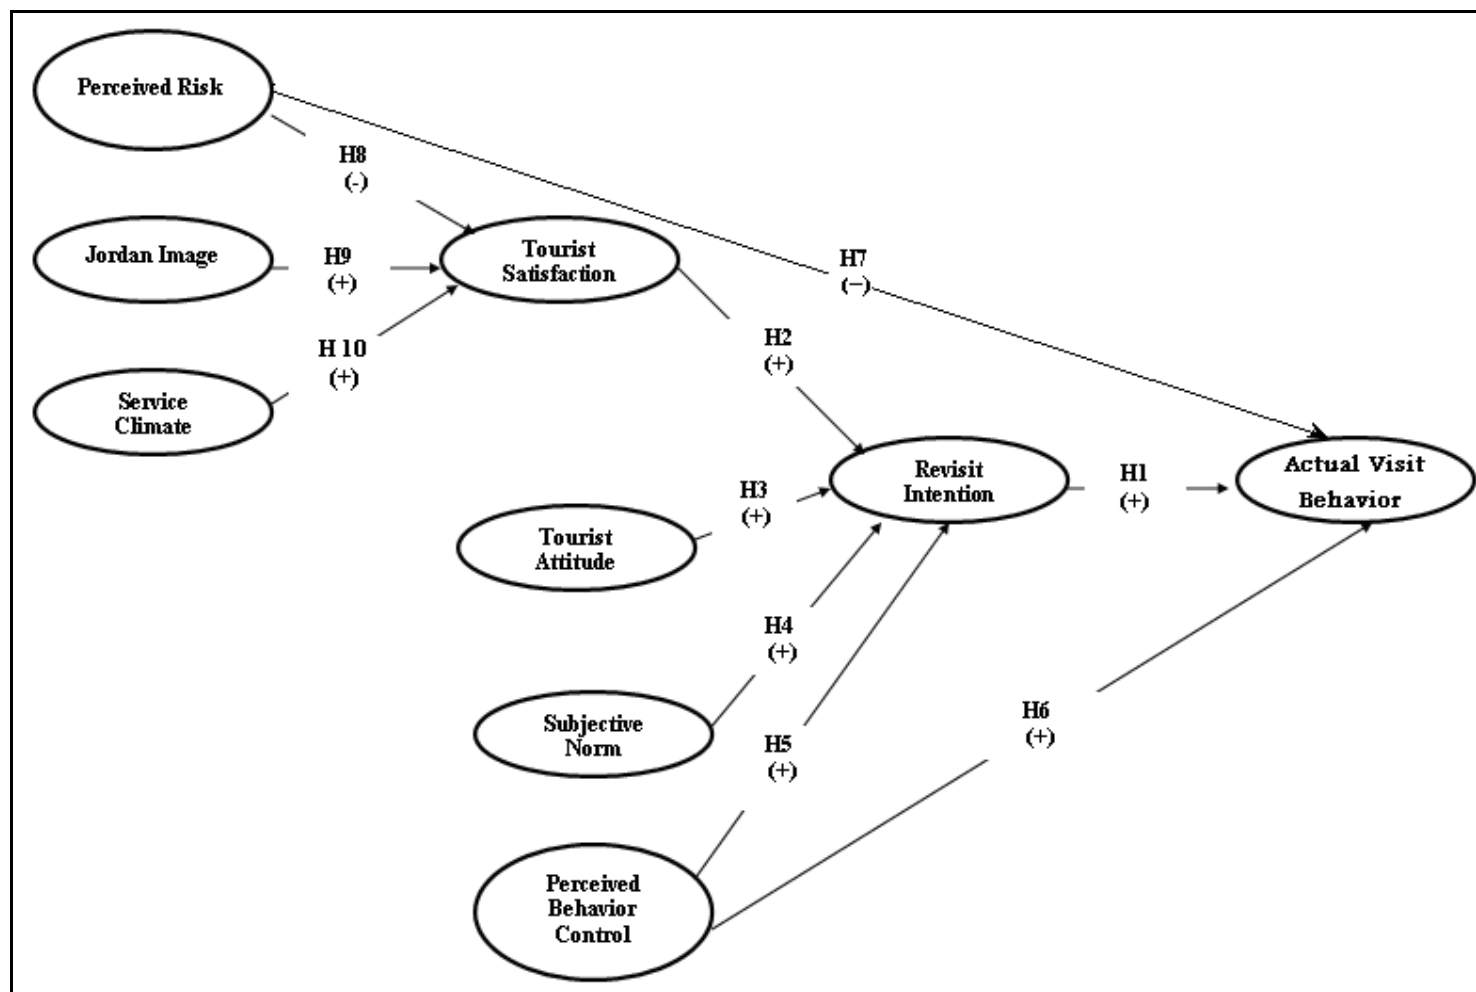 Perceived Risk
H8
(-)
Jordan Image
H9
(+)
Tourist
Satisfaction
H7
(−)
H 10
(+)
H2
(+)
Service
Climate
Revisit
Intention
H1
(+)
Actual Visit
Behavior
H3
(+)
Tourist
Attitude
H4
(+)
Subjective
Norm
H5
(+)
H6
(+)
Perceived
Behavior
Control